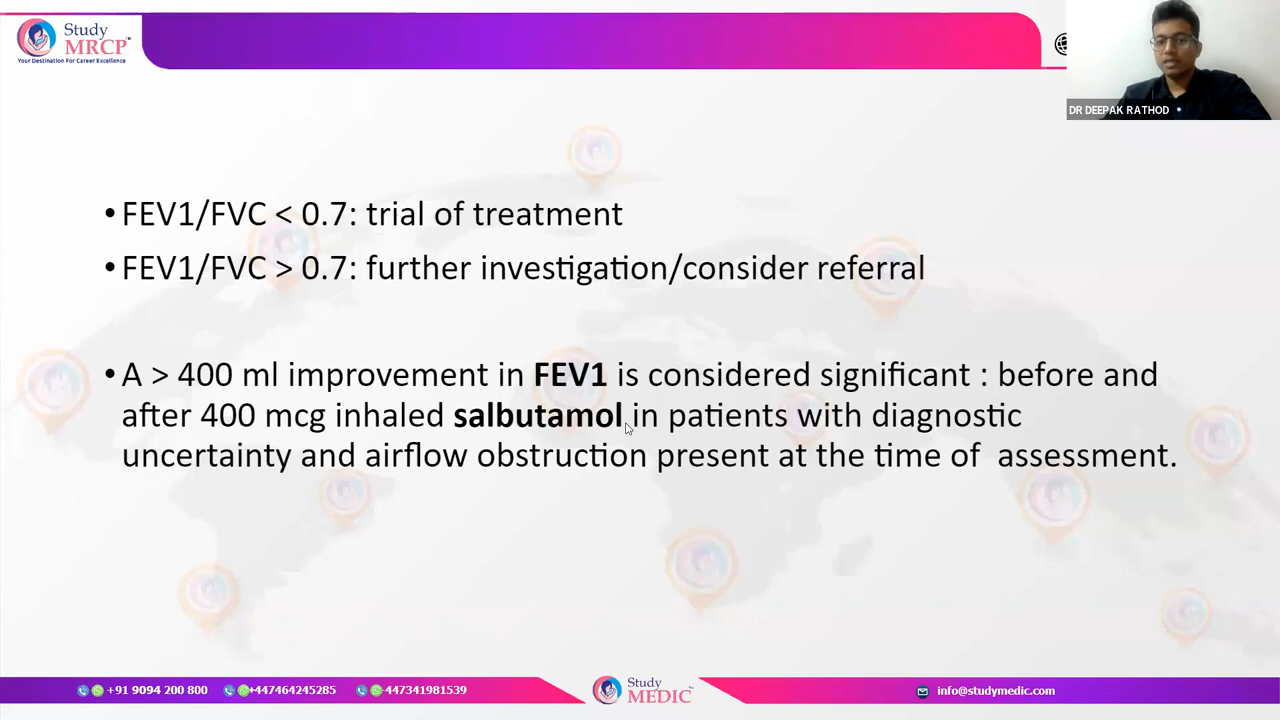 Study
MRCP™
Your Destination For Career Excellence
DR DEEPAK RATHOD
•FEV1/FVC < 0.7: trial of treatment
•FEV1/FVC > 0.7: further investigation/consider referral
•A > 400 ml improvement in FEV1 is considered significant : before and
after 400 mcg inhaled salbutamol in patients with diagnostic
uncertainty and airflow obstruction present at the time of  assessment.
+91 9094 200 800 +447464245285 447341981539
Study
MEDIC™
info@studymedic.com